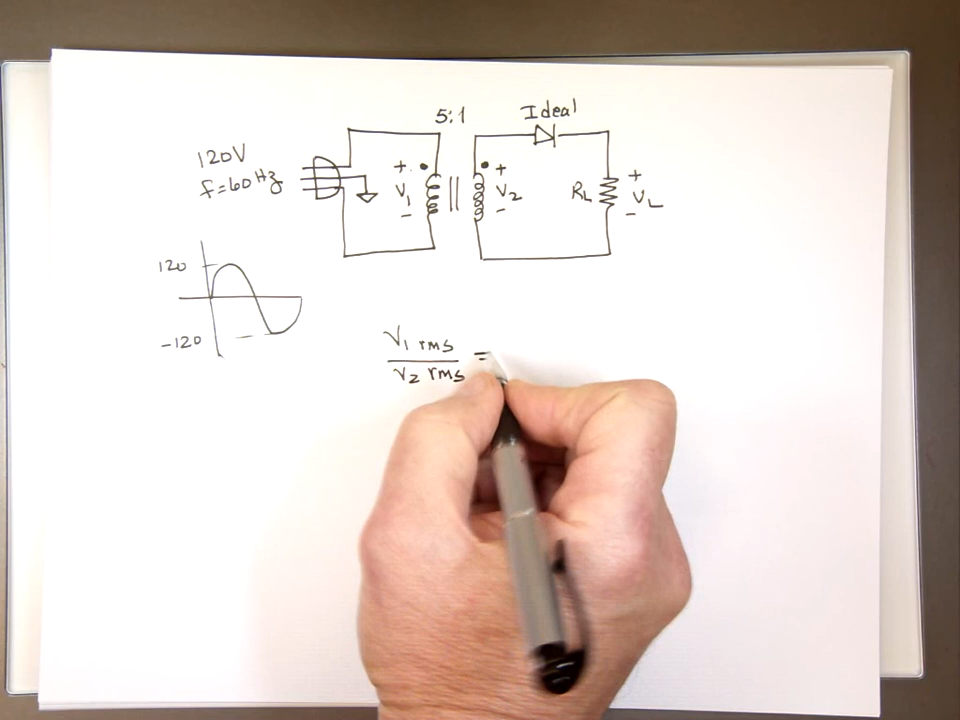 5:1
Ideal
120V
f=60Hz
+
V1
-
+
V2
-
RL
+
VL
-
120
-120
V1 rms
V2 rms
=